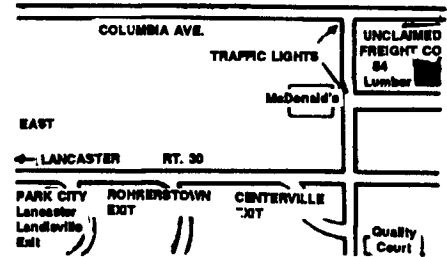 COLUMBIA AVE.
UNCLAIMED
FREIGHT CO
84
Lumber
TRAFFIC LIGHTS
McDonald's
EAST
LANCASTER RT. 30
PARK CITY
Lancaster
Landisville
Exit
ROHRERSTOWN
EXIT
CENTERVILLE
EXIT
Quality
Court